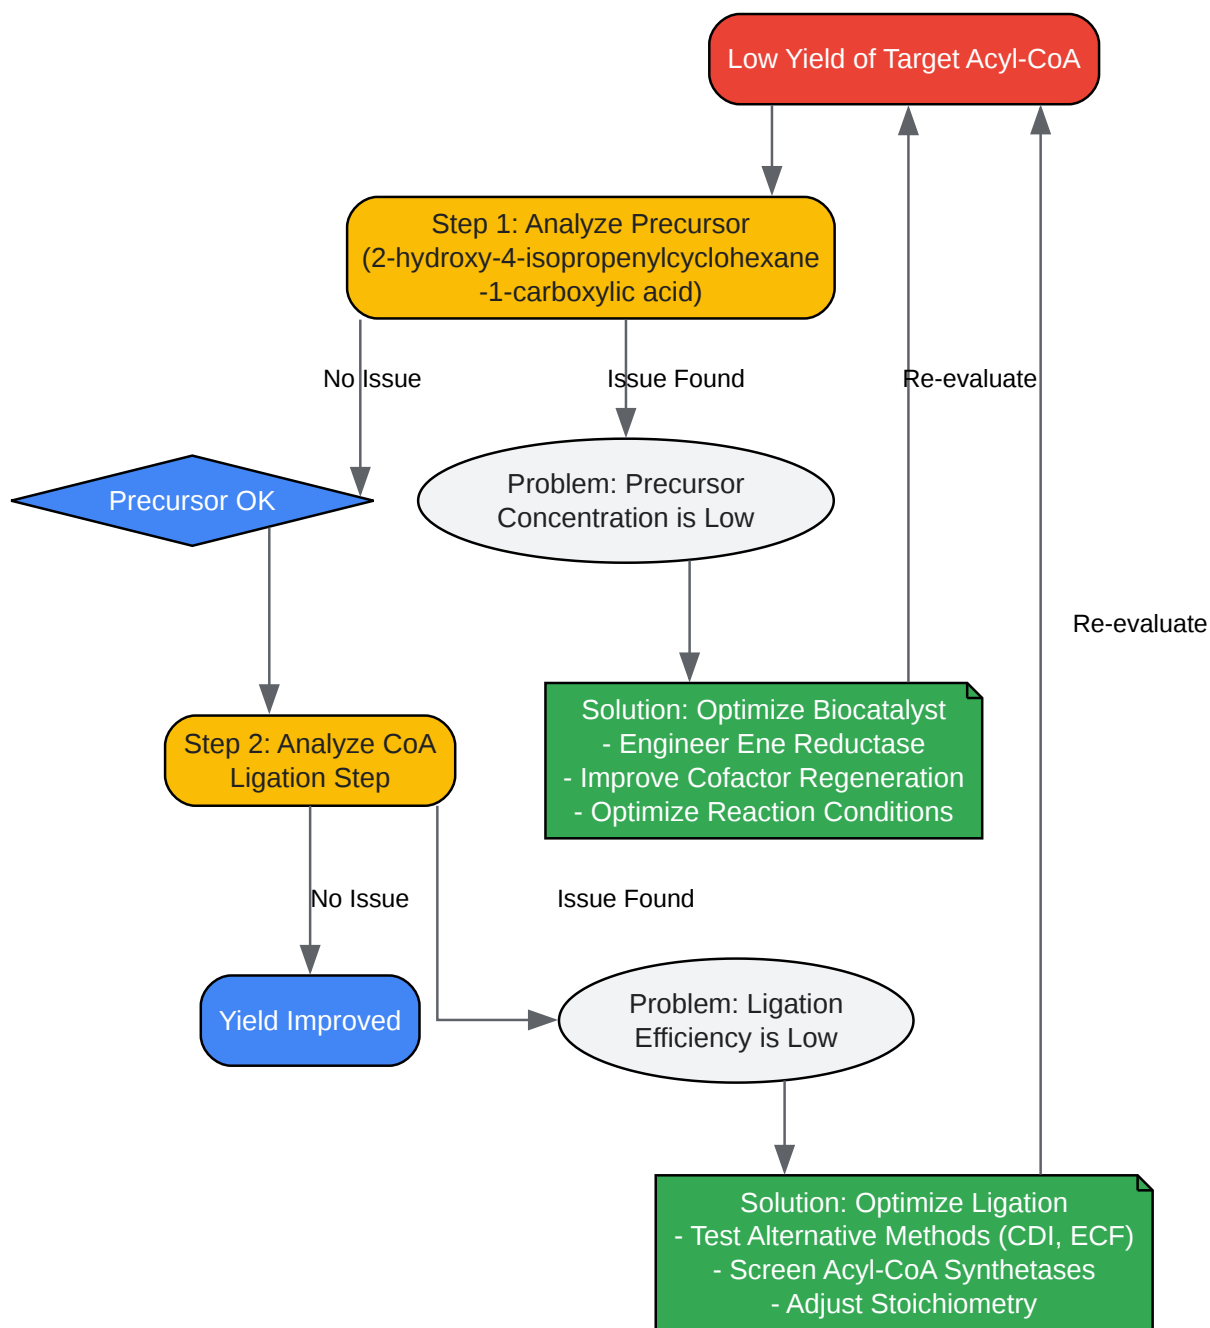 Low Yield of Target Acyl-CoA
Step 1: Analyze Precursor
(2-hydroxy-4-isopropenylcyclohexane
-1-carboxylic acid)
No Issue
Issue Found
Re-evaluate
Precursor OK
Problem: Precursor
Concentration is Low
Re-evaluate
Solution: Optimize Biocatalyst
- Engineer Ene Reductase
- Improve Cofactor Regeneration
- Optimize Reaction Conditions
Step 2: Analyze CoA
Ligation Step
No Issue
Issue Found
Yield Improved
Problem: Ligation
Efficiency is Low
Solution: Optimize Ligation
- Test Alternative Methods (CDI, ECF)
- Screen Acyl-CoA Synthetases
- Adjust Stoichiometry